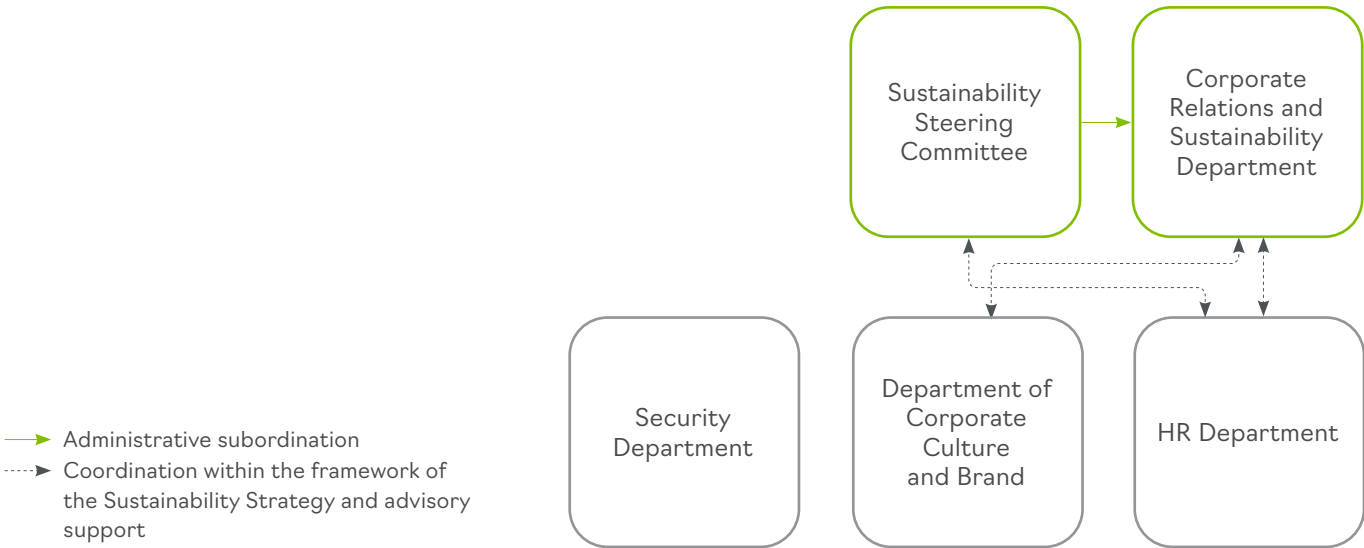 Sustainability
Steering
Committee
Corporate
Relations and
Sustainability
Department
Security
Department
Department of
Corporate
Culture
and Brand
HR Department
Administrative subordination
Coordination within the framework of
the Sustainability Strategy and advisory
support